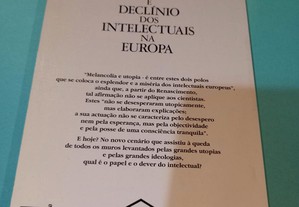 E
DECLÍNIO
DOS
INTELECTUAIS
NA
EUROPA
"Melancolia e utopia - é entre estes dois polos
que se coloca o esplendor e a miséria dos intelectuais europeus",
ainda que, a partir do Renascimento,
tal afirmação não se aplique aos cientistas.
Estes "não se desesperaram utopicamente,
mas elaboraram explicações;
a sua actuação não se caracteriza pelo desespero
nem pela esperança, mas pela objectividade
e pela posse de uma consciência tranquila".
E hoje? No novo cenário que assistiu à queda
de todos os muros levantados pelas grandes utopias
e pelas grandes ideologias,
qual é o papel e o dever do intelectual?